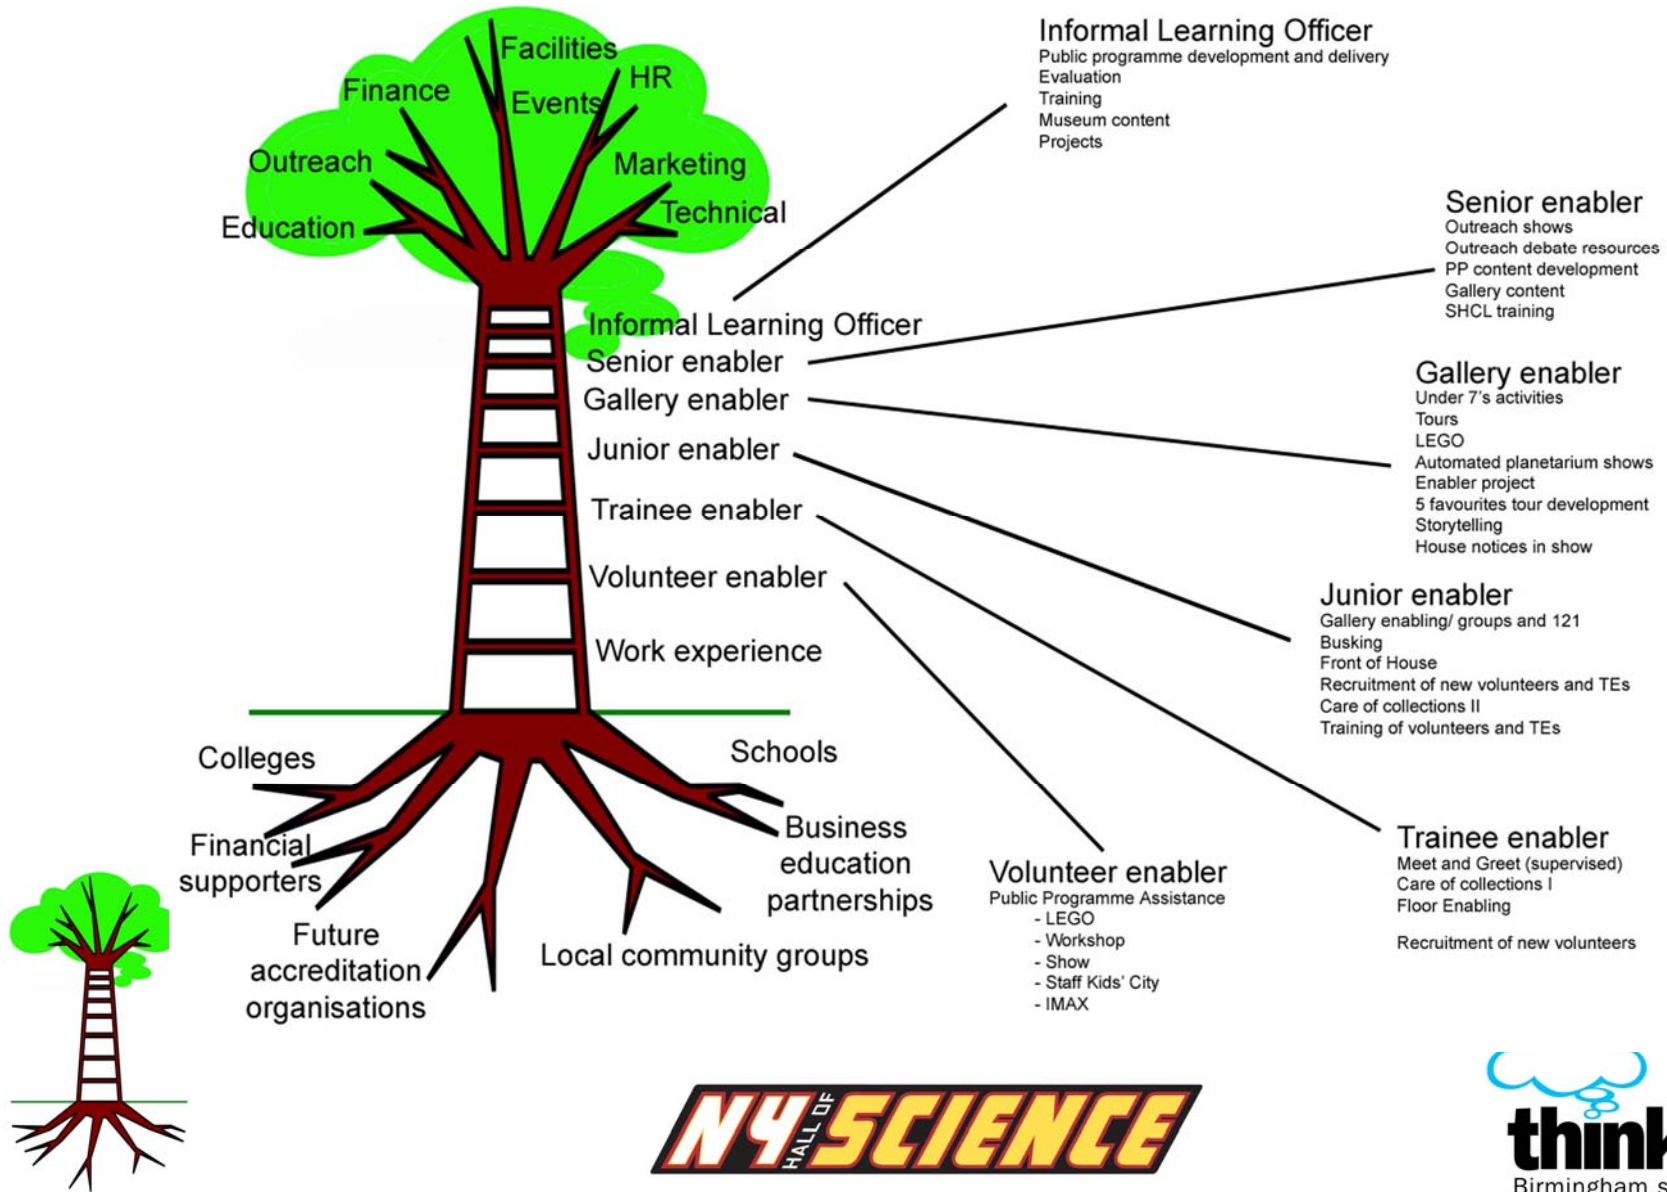 Facilities
HR
Finance
Events
Outreach
Marketing
Technical
Education
Informal Learning Officer
Senior enabler
Gallery enabler
Junior enabler
Trainee enabler
Volunteer enabler
Work experience
Colleges
Schools
Financial
supporters
Business
education
partnerships
Future
accreditation
organisations
Local community groups
Informal Learning Officer
Public programme development and delivery
Evaluation
Training
Museum content
Projects
Senior enabler
Outreach shows
Outreach debate resources
PP content development
Gallery content
SHCL training
Gallery enabler
Under 7's activities
Tours
LEGO
Automated planetarium shows
Enabler project
5 favourites tour development
Storytelling
House notices in show
Junior enabler
Gallery enabling/ groups and 121
Busking
Front of House
Recruitment of new volunteers and TEs
Care of collections II
Training of volunteers and TEs
Trainee enabler
Meet and Greet (supervised)
Care of collections I
Floor Enabling
Recruitment of new volunteers
Volunteer enabler
Public Programme Assistance
- LEGO
- Workshop
- Show
- Staff Kids' City
- IMAX
NY HALL OF SCIENCE
think
Birmingham s